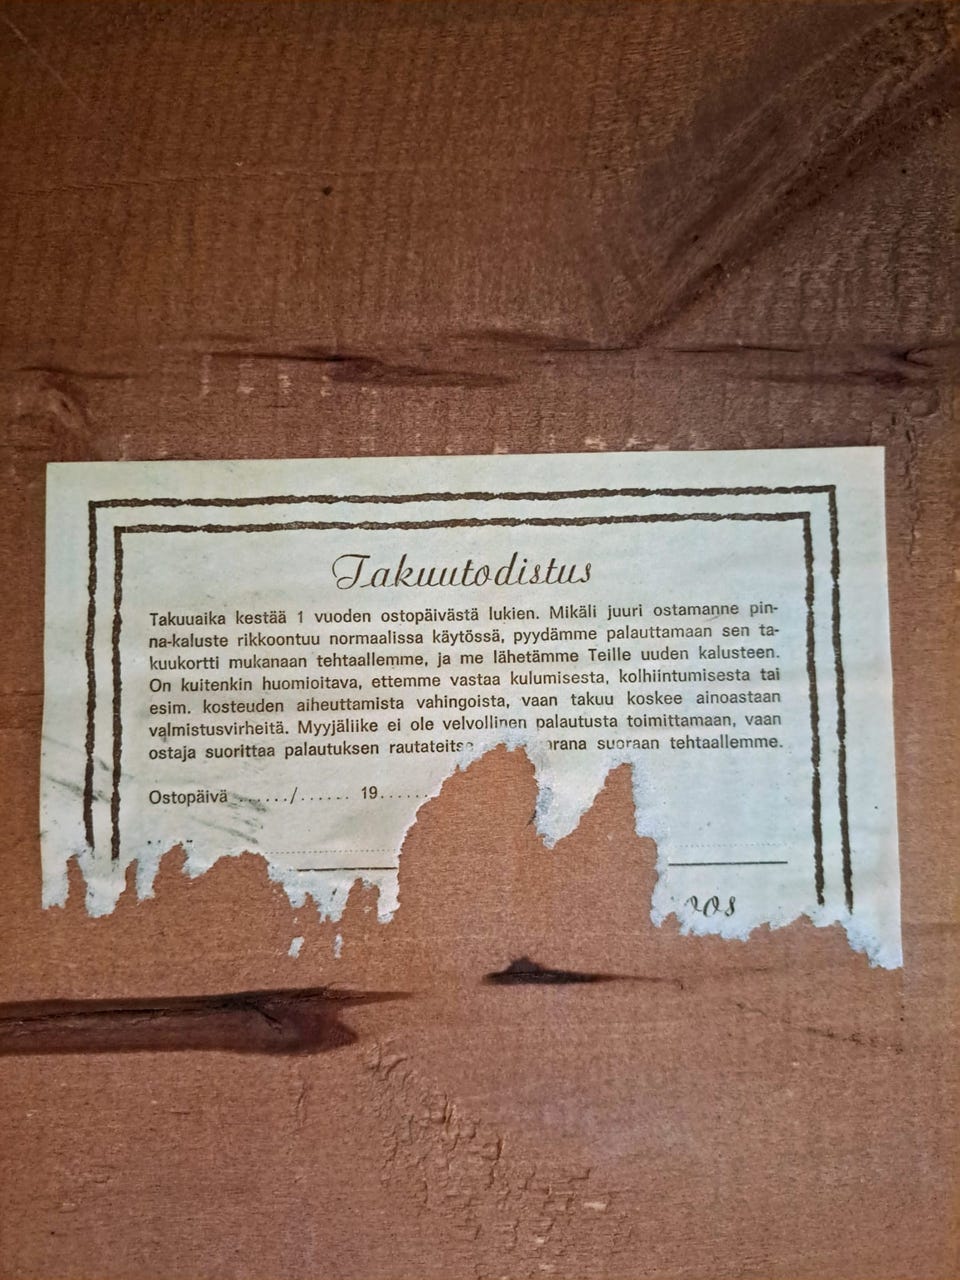 Takuutodistus
Takuuaika kestää 1 vuoden ostopäivästä lukien. Mikäli juuri ostamanne pin-
na-kaluste rikkoontuu normaalissa käytössä, pyydämme palauttamaan sen ta-
kuukortti mukanaan tehtaallemme, ja me lähetämme Teille uuden kalusteen.
On kuitenkin huomioitava, ettemme vastaa kulumisesta, kolhiintumisesta tai
esim. kosteuden aiheuttamista vahingoista, vaan takuu koskee ainoastaan
valmistusvirheitä. Myyjäliike ei ole velvollinen palautusta toimittamaan, vaan
ostaja suorittaa palautuksen suoraan tehtaallemme.
Ostopäivä ......./....... 19.......